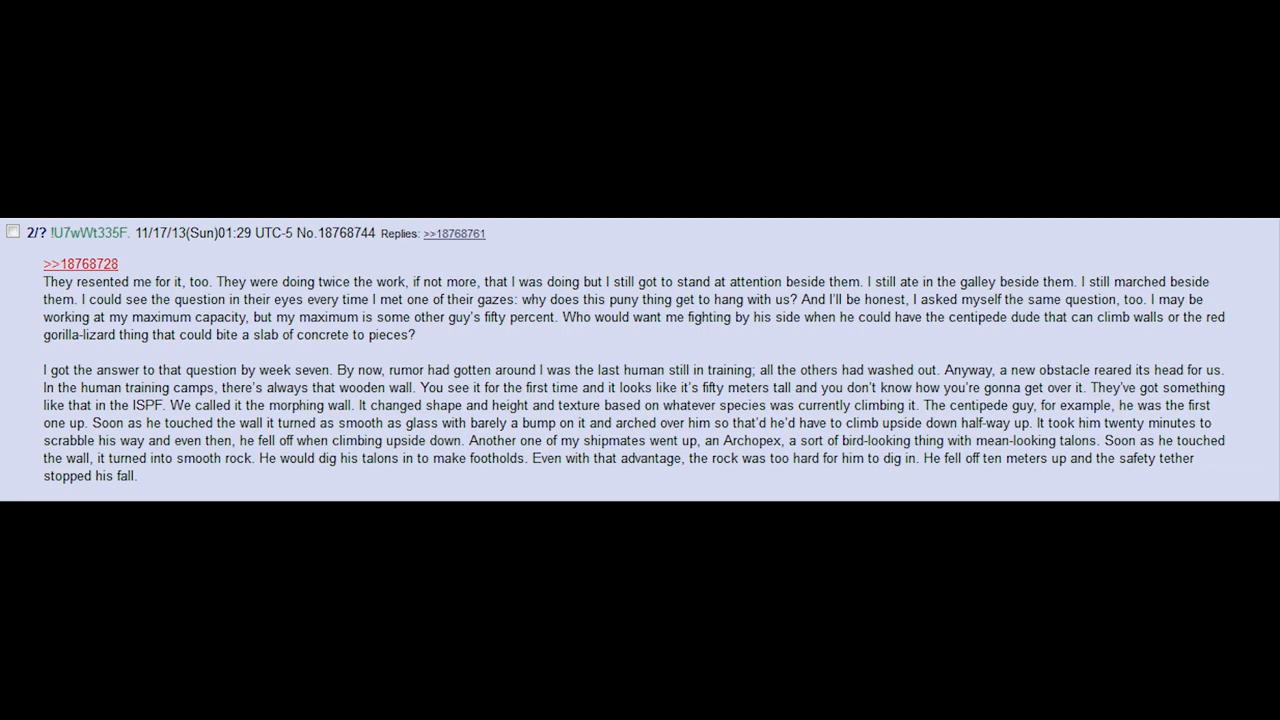 2/? !U7wWt335F. 11/17/13(Sun)01:29 UTC-5 No.18768744 Replies: >>18768761
>>18768728
They resented me for it, too. They were doing twice the work, if not more, that I was doing but I still got to stand at attention beside them. I still ate in the galley beside them. I still marched beside
them. I could see the question in their eyes every time I met one of their gazes: why does this puny thing get to hang with us? And I'll be honest, I asked myself the same question, too. I may be
working at my maximum capacity, but my maximum is some other guy's fifty percent. Who would want me fighting by his side when he could have the centipede dude that can climb walls or the red
gorilla-lizard thing that could bite a slab of concrete to pieces?
I got the answer to that question by week seven. By now, rumor had gotten around I was the last human still in training; all the others had washed out. Anyway, a new obstacle reared its head for us.
In the human training camps, there's always that wooden wall. You see it for the first time and it looks like it's fifty meters tall and you don't know how you're gonna get over it. They've got something
like that in the ISPF. We called it the morphing wall. It changed shape and height and texture based on whatever species was currently climbing it. The centipede guy, for example, he was the first
one up. Soon as he touched the wall it turned as smooth as glass with barely a bump on it and arched over him so that'd he'd have to climb upside down half-way up. It took him twenty minutes to
scrabble his way and even then, he fell off when climbing upside down. Another one of my shipmates went up, an Archopex, a sort of bird-looking thing with mean-looking talons. Soon as he touched
the wall, it turned into smooth rock. He would dig his talons in to make footholds. Even with that advantage, the rock was too hard for him to dig in. He fell off ten meters up and the safety tether
stopped his fall.